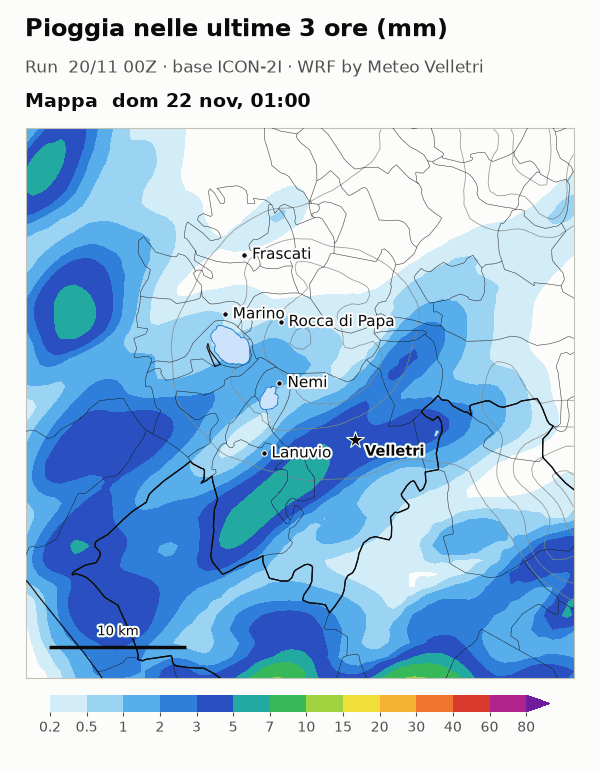 Pioggia nelle ultime 3 ore (mm)
Run 20/11 00Z · base ICON-2I · WRF by Meteo Velletri
Mappa dom 22 nov, 01:00
Frascati
Marino
Rocca di Papa
Nemi
Velletri
Lanuvio
10 km
0.2 0.5 1 2 3 5 7 10 15 20 30 40 60 80